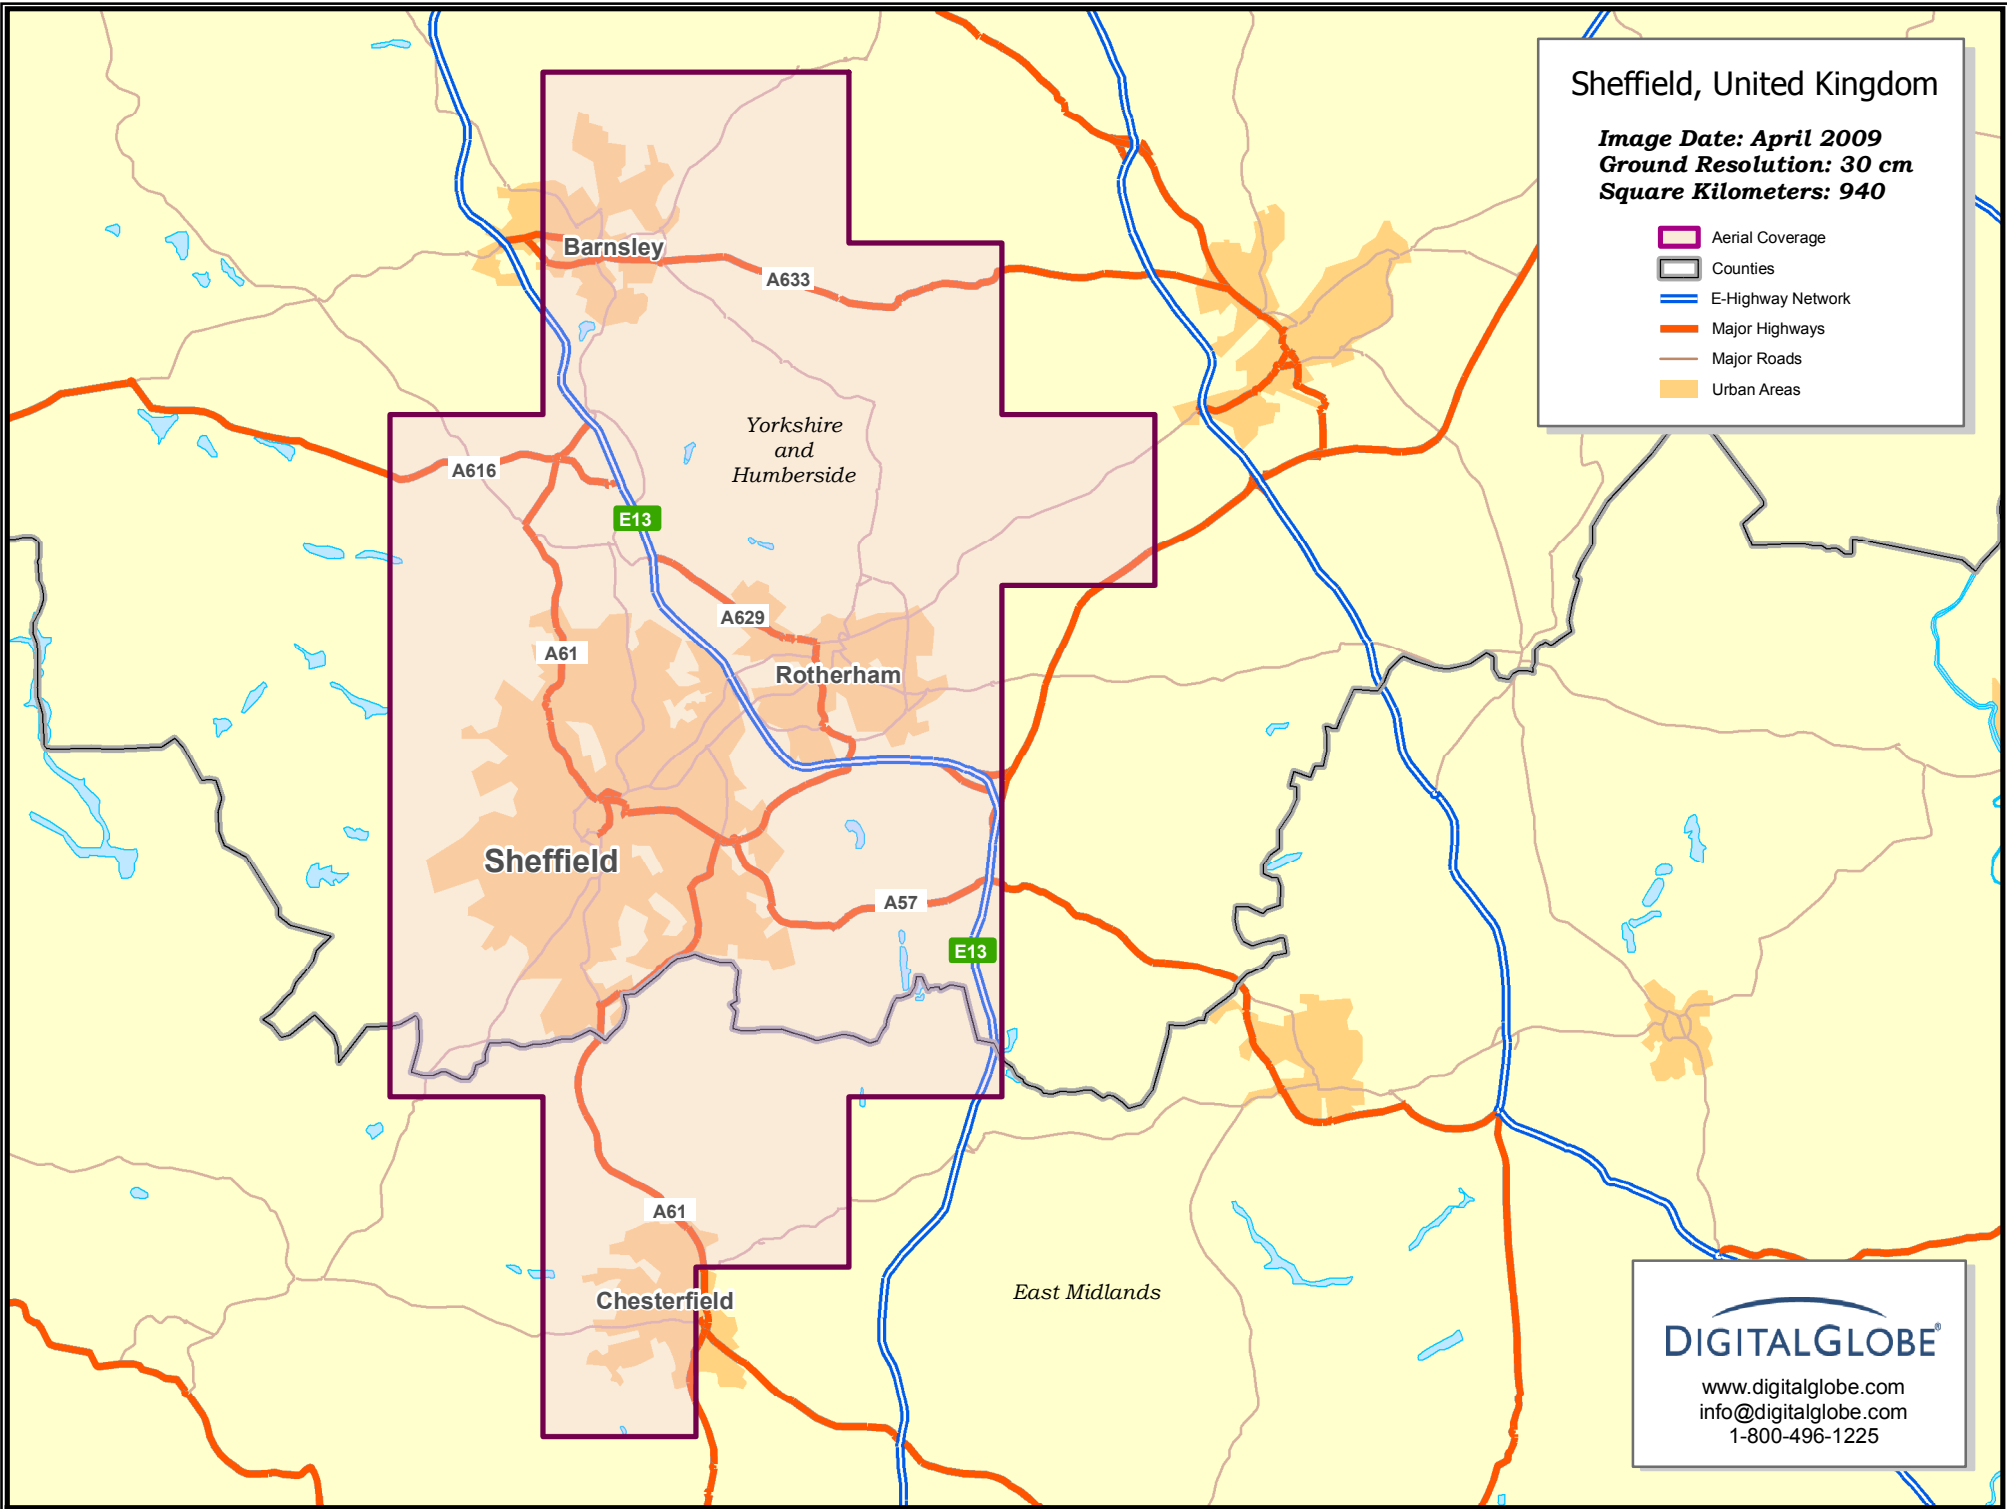 Sheffield, United Kingdom
Image Date: April 2009
Ground Resolution: 30 cm
Square Kilometers: 940
Aerial Coverage
Counties
E-Highway Network
Major Highways
Major Roads
Urban Areas
Barnsley
A633
Yorkshire
and
Humberside
A616
E13
A629
A61
Rotherham
Sheffield
A57
E13
A61
East Midlands
Chesterfield
DIGITALGLOBE®
www.digitalglobe.com
info@digitalglobe.com
1-800-496-1225